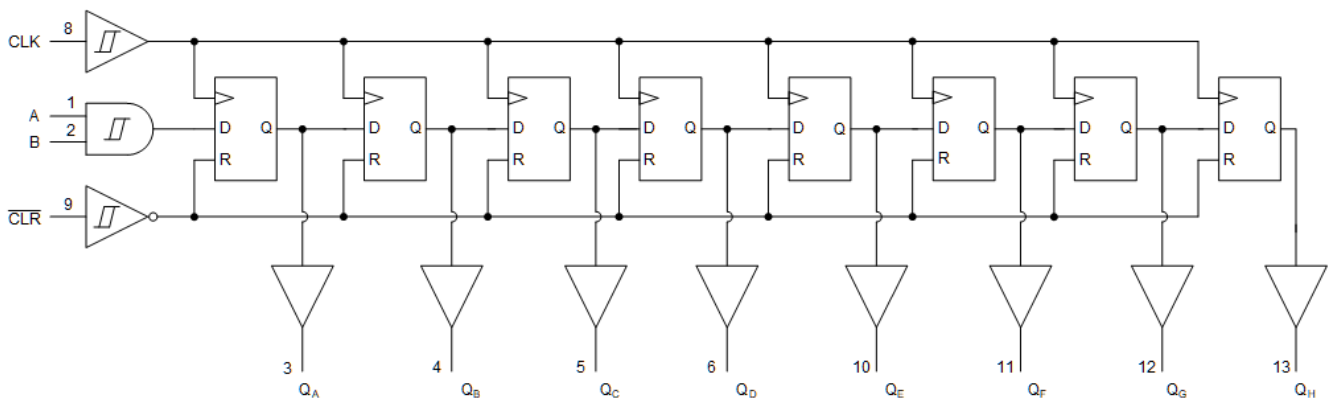 CLK 8
A 1
B 2
D Q D Q D Q D Q D Q D Q D Q D Q
R R R R R R R R
CLR 9
3 4 5 6 10 11 12 13
QA QB QC QD QE QF QG QH